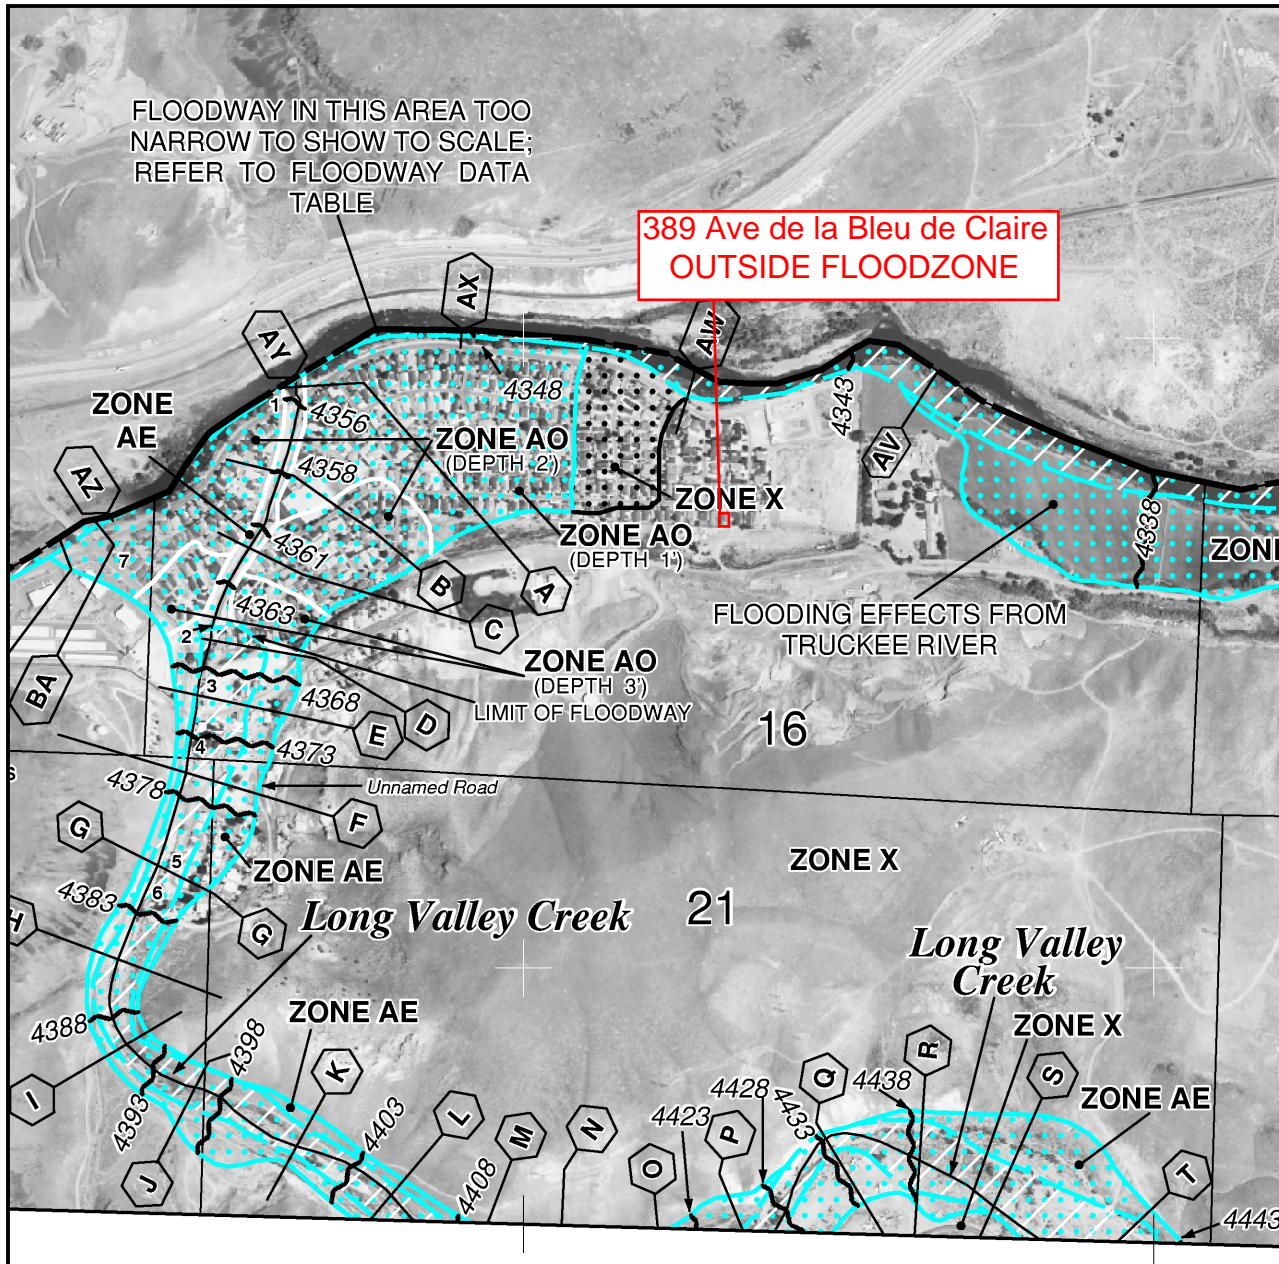 FLOODWAY IN THIS AREA TOO
NARROW TO SHOW TO SCALE;
REFER TO FLOODWAY DATA
TABLE
389 Ave de la Bleu de Claire
OUTSIDE FLOODZONE
AX
AW
AY
4348
4343
ZONE
AE
1
4356
ZONE AO
(DEPTH 2')
AV
AZ
4358
ZONE X
4338
ZONE AO
(DEPTH 1')
ZONE
7
4361
B
A
4363
C
FLOODING EFFECTS FROM
TRUCKEE RIVER
2
ZONE AO
(DEPTH 3')
BA
3
4368
LIMIT OF FLOODWAY
D
E
16
4
4373
4378
Unnamed Road
F
G
5
ZONE AE
ZONE X
6
4383
Long Valley Creek
21
H
G
Long Valley
Creek
ZONE AE
ZONE X
4388
4398
K
R
I
4393
4403
L
M
N
4423
4428
4433
Q
4438
S
ZONE AE
P
O
J
4408
T
4443